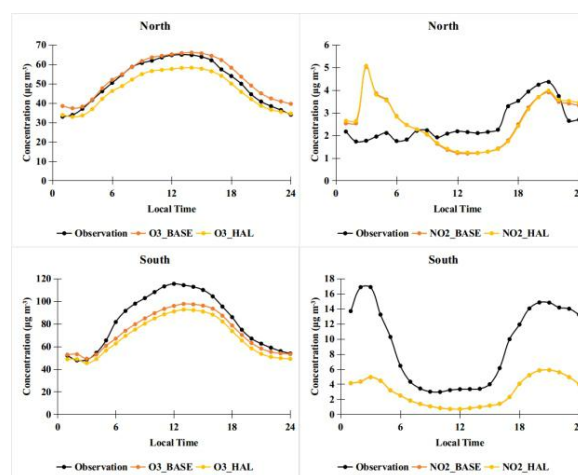 North
Concentration (µg m-3)
70
60
50
40
30
20
10
0
0 6 12 18 24
Local Time
Observation O3_BASE O3_HAL
North
Concentration (µg m-3)
6
5
4
3
2
1
0
0 6 12 18 24
Local Time
Observation NO2_BASE NO2_HAL
South
Concentration (µg m-3)
120
100
80
60
40
20
0
0 6 12 18 24
Local Time
Observation O3_BASE O3_HAL
South
Concentration (µg m-3)
18
16
14
12
10
8
6
4
2
0
0 6 12 18 24
Local Time
Observation NO2_BASE NO2_HAL